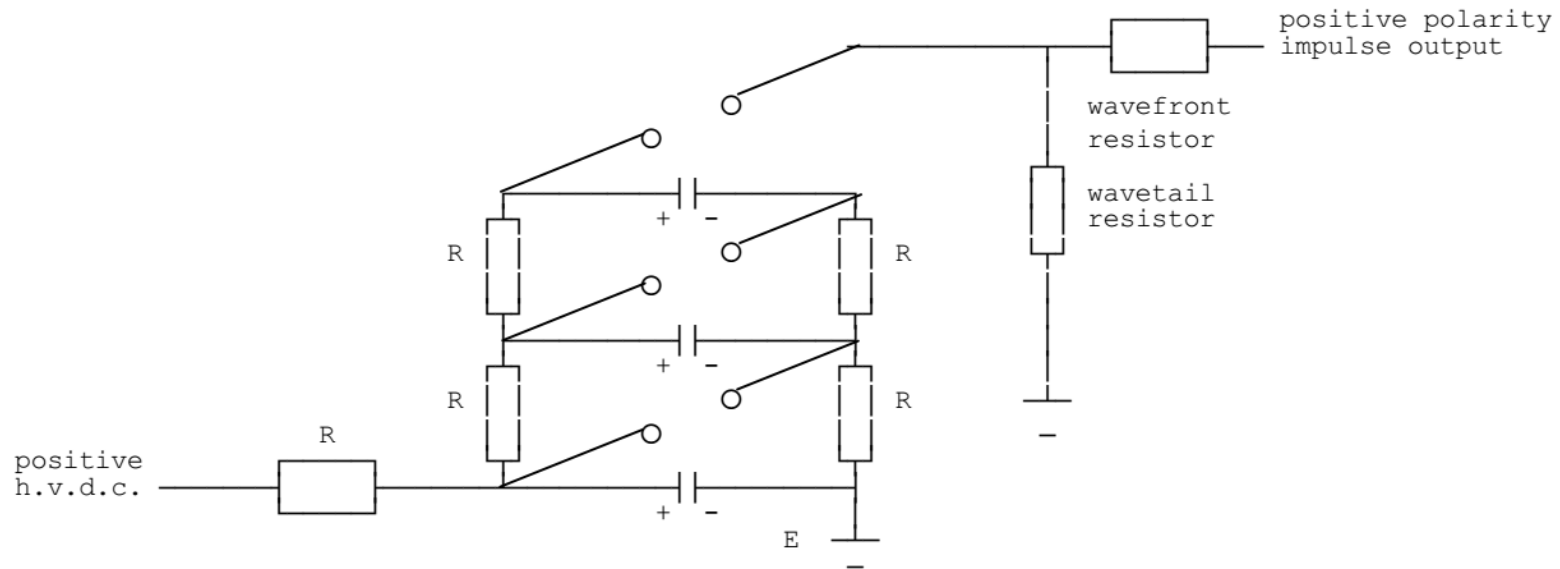 positive polarity
impulse output
wavefront
resistor
wavetail
resistor
+ -
R
R
+ -
R
R
R
positive
h.v.d.c.
+ -
E